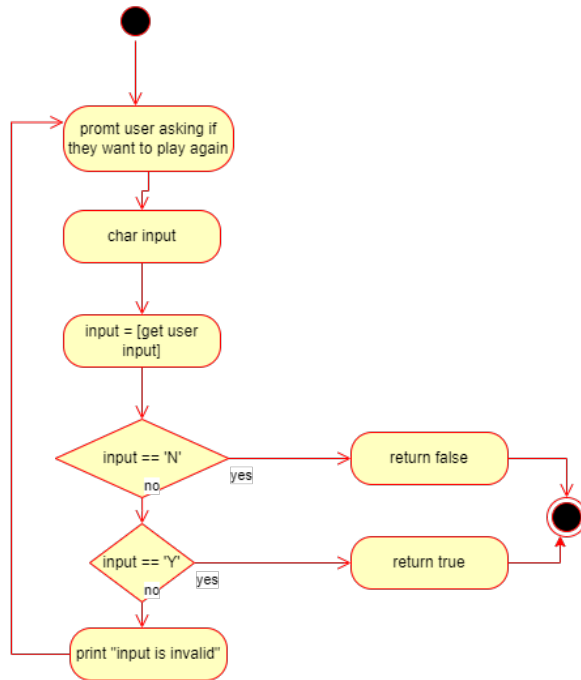 promt user asking if
they want to play again
char input
input = [get user
input]
input == 'N'
yes
no
return false
input == 'Y'
yes
no
return true
print "input is invalid"